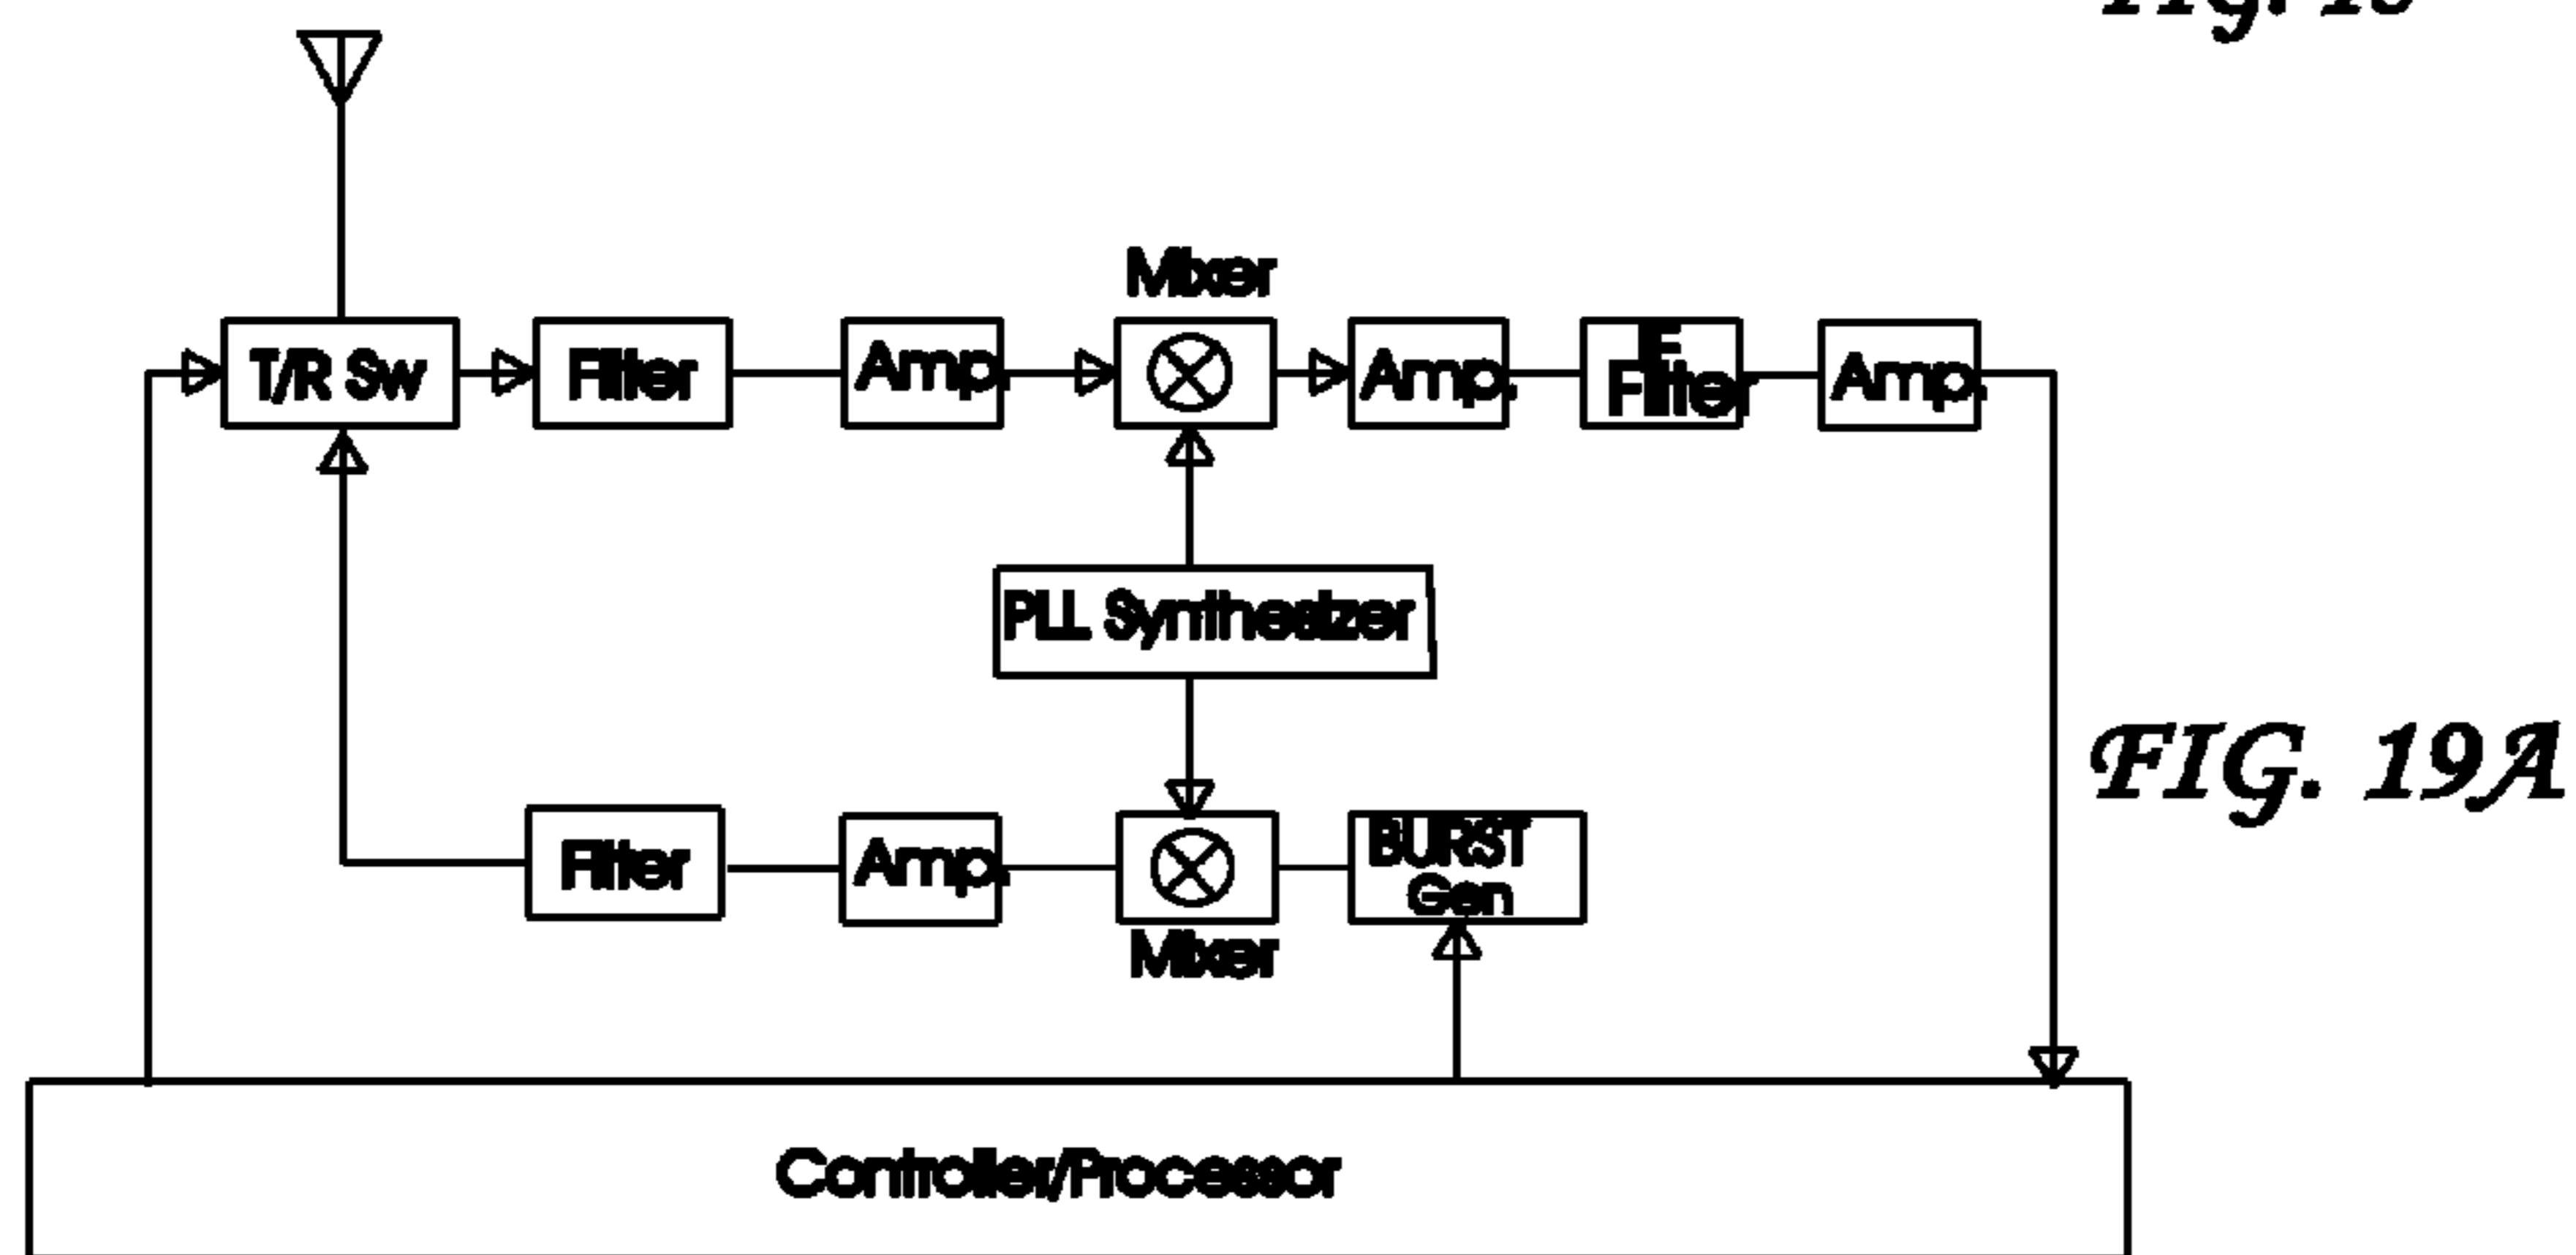 Mixer
T/R Sw
Filter
Amp.
Amp.
IF
Filter
Amp.
PLL Synthesizer
FIG. 19A
Filter
Amp.
BURST
Gen
Mixer
Controller/Processor